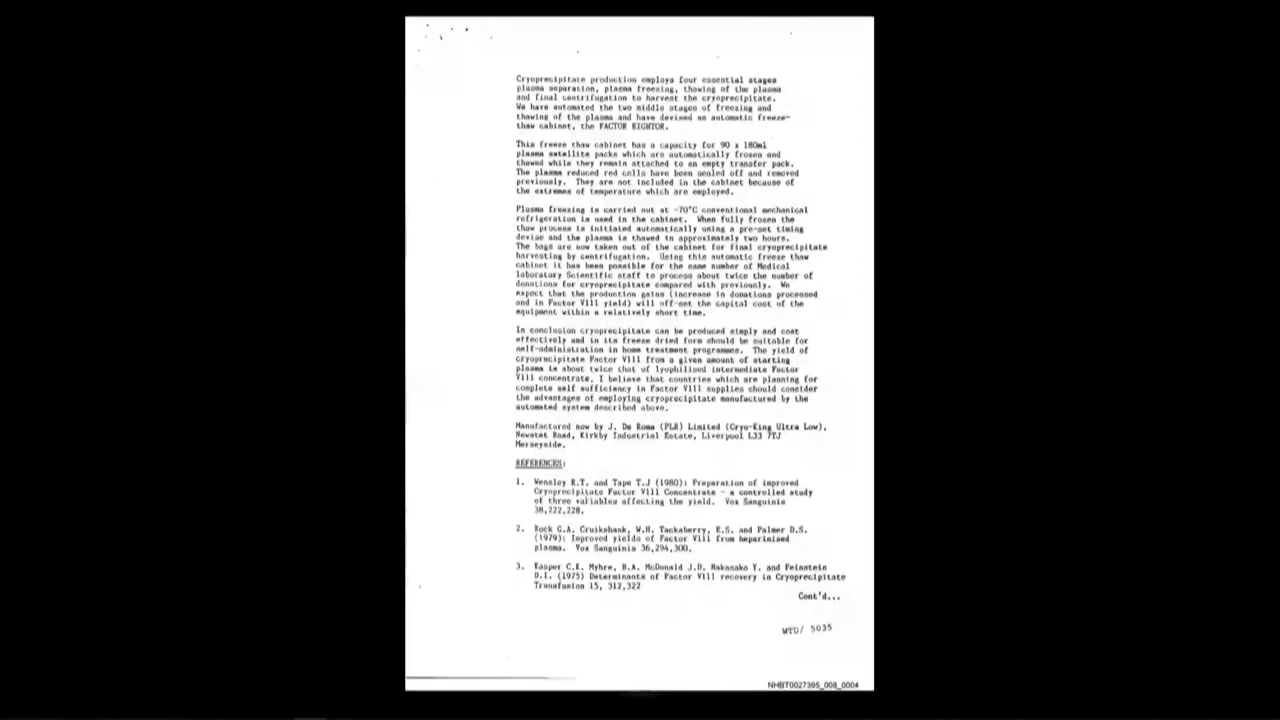 Cryoprecipitate production employs four essential stages
plasma separation, plasma freezing, thawing of the plasma
and final centrifugation to harvest the cryoprecipitate.
We have automated the two middle stages of freezing and
thawing of the plasma and have devised an automatic freeze-
thaw cabinet, the FACTOR EIGHTOR.
This freeze thaw cabinet has a capacity for 90 x 180ml
plasma satellite packs which are automatically frozen and
thawed while they remain attached to an empty transfer pack.
The plasma reduced red cells have been sealed off and removed
previously. They are not included in the cabinet because of
the extremes of temperature which are employed.
Plasma freezing is carried out at -70°C conventional mechanical
refrigeration is used in the cabinet. When fully frozen the
thaw process is initiated automatically using a pre-set timing
devise and the plasma is thawed in approximately two hours.
The bags are now taken out of the cabinet for final cryoprecipitate
harvesting by centrifugation. Using this automatic freeze thaw
cabinet it has been possible for the same number of Medical
laboratory Scientific staff to process about twice the number of
donations for cryoprecipitate compared with previously. We
expect that the production gains (increase in donations processed
and in Factor VIII yield) will off-set the capital cost of the
equipment within a relatively short time.
In conclusion cryoprecipitate can be produced simply and cost
effectively and in its freeze dried form should be suitable for
self-administration in home treatment programmes. The yield of
cryoprecipitate Factor VIII from a given amount of starting
plasma is about twice that of lyophilised intermediate Factor
VIII concentrate. I believe that countries which are planning for
complete self sufficiency in Factor VIII supplies should consider
the advantages of employing cryoprecipitate manufactured by the
automated system described above.
Manufactured now by J. De Roma (PLR) Limited (Cryo-King Ultra Low),
Newstet Road, Kirkby Industrial Estate, Liverpool L33 7TJ
Merseyside.
REFERENCES:
1. Wensley R.T. and Tape T.J (1980): Preparation of improved
Cryoprecipitate Factor VIII Concentrate - a controlled study
of three variables affecting the yield. Vox Sanguinis
38,222,228.
2. Rock G.A. Cruikshank, W.H. Tackaberry, E.S. and Palmer D.S.
(1979): Improved yields of Factor VIII from heparinised
plasma. Vox Sanguinis 36,294,300.
3. Kasper C.K. Myhre, B.A. McDonald J.D. Nakasako Y. and Feinstein
D.I. (1975) Determinants of Factor VIII recovery in Cryoprecipitate
Transfusion 15, 312,322
Cont'd...
WTD/ 5035
NHBT0027395_008_0004